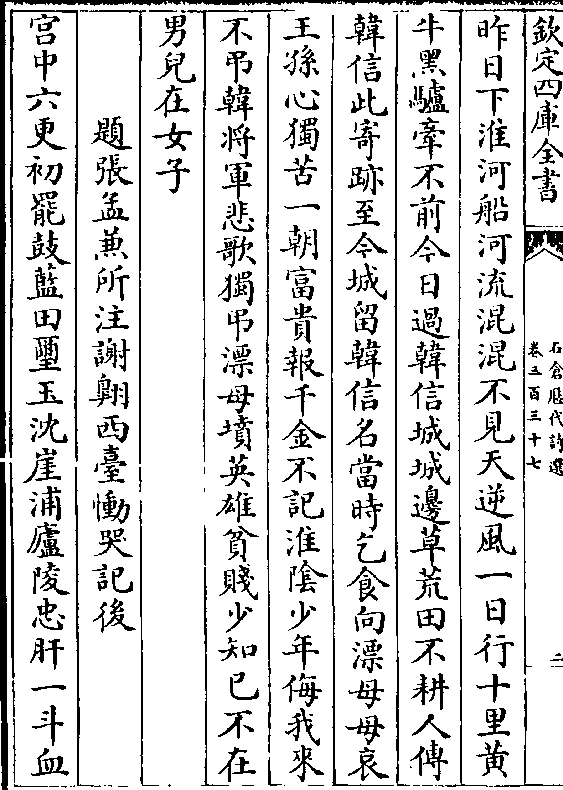 欽定四庫全書
石倉歷代詩選
卷三百三十七
二
昨日下淮河船河流混混不見天逆風一日行十里黄
牛黑驢牽不前今日過韓信城城邊草荒田不耕人傳
韓信此寄跡至今城留韓信名當時乞食向漂母母哀
王孫心獨苦一朝富貴報千金不記淮隂少年侮我來
不弔韓将軍悲歌獨弔漂母墳英雄貧賤少知已不在
男兒在女子
題張孟兼所注謝翺西臺慟哭記後
宫中六更初罷鼓藍田璽玉沈崖浦廬陵忠肝一斗血